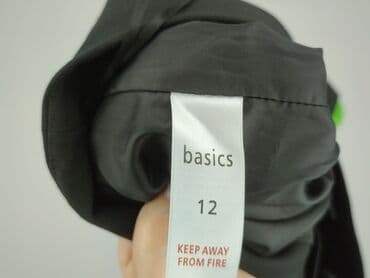 basics
12
KEEP AWAY
FROM FIRE